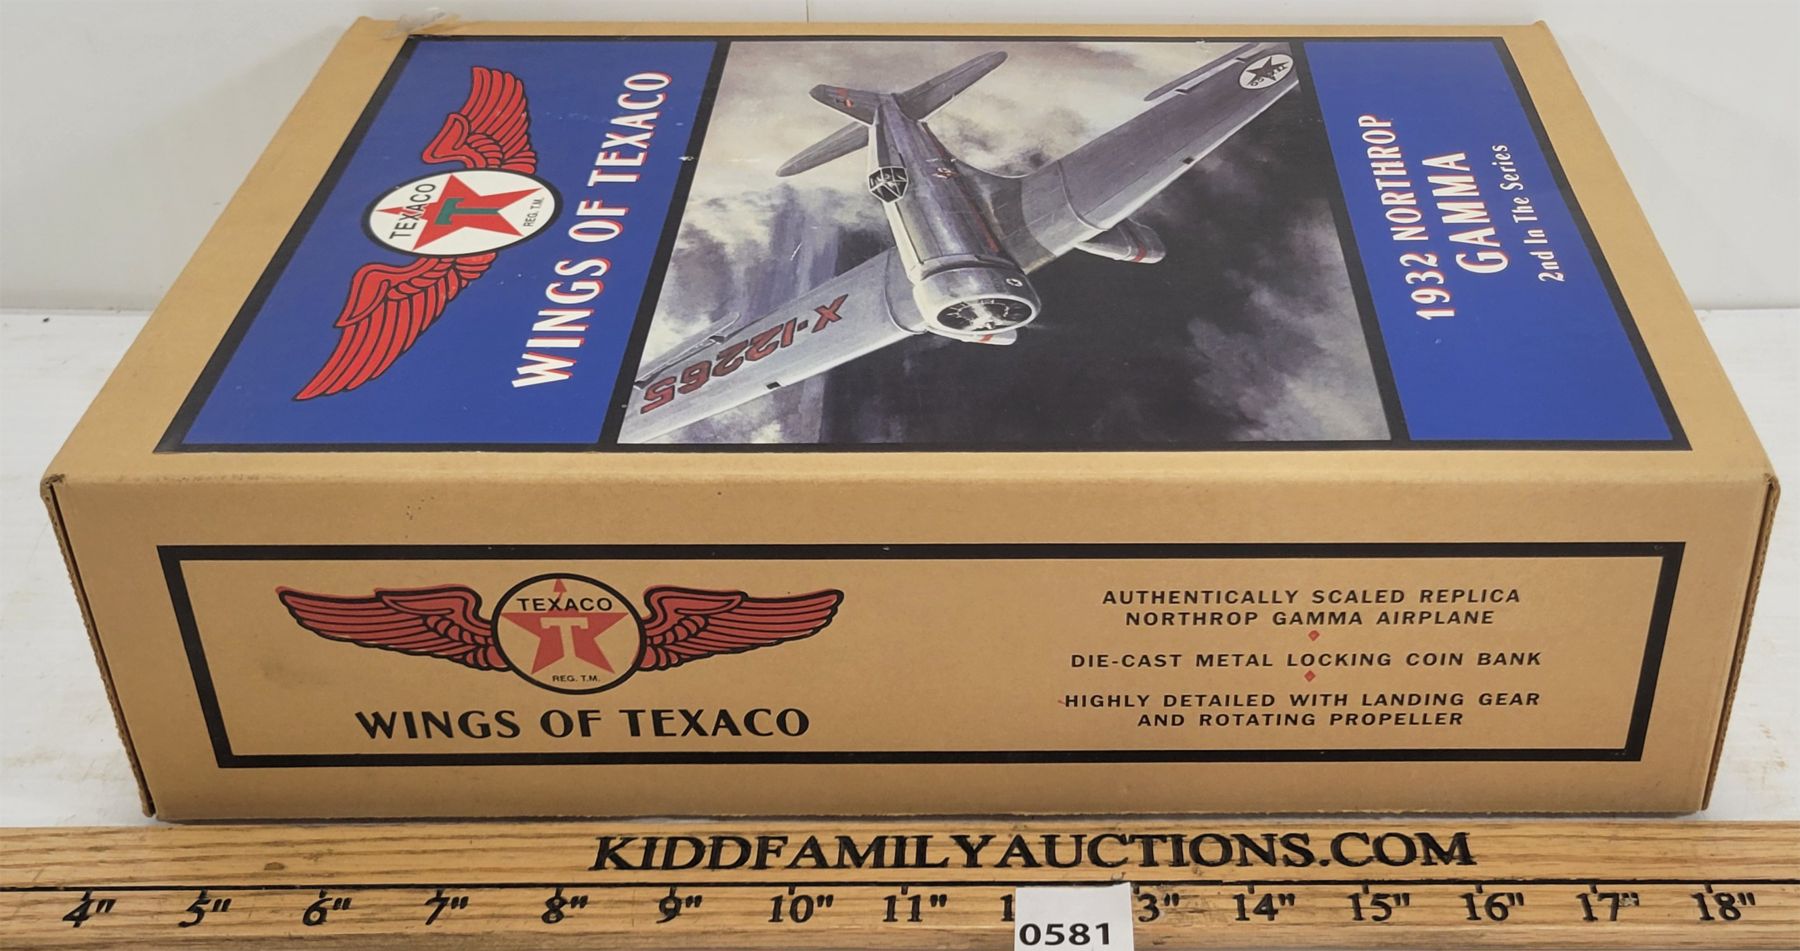 TEXACO
T
REG. T.M.
WINGS OF TEXACO
X-12265
TEXACO
1932 NORTHROP
GAMMA
2nd In The Series
TEXACO
T
REG. T.M.
WINGS OF TEXACO
AUTHENTICALLY SCALED REPLICA
NORTHROP GAMMA AIRPLANE
DIE-CAST METAL LOCKING COIN BANK
HIGHLY DETAILED WITH LANDING GEAR
AND ROTATING PROPELLER
KIDDFAMILYAUCTIONS.COM
4" 5" 6" 7" 8" 9" 10" 11" 1 3" 14" 15" 16" 17" 18"
0581